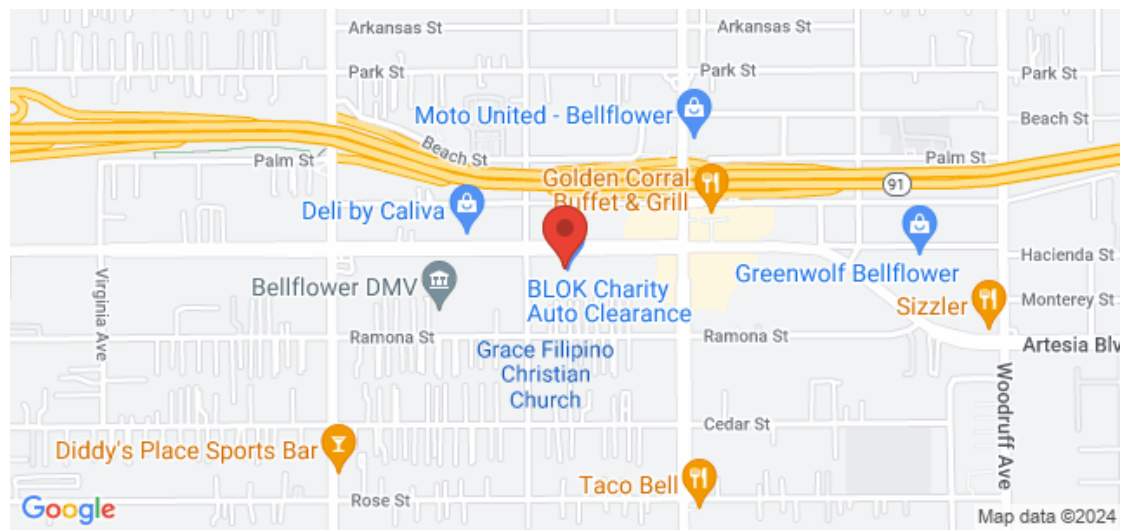 Arkansas St
Arkansas St
Park St
Park St
Park St
Moto United - Bellflower
Beach St
Beach St
Palm St
Palm St
Golden Corral
Buffet & Grill
91
Deli by Caliva
Hacienda St
Bellflower DMV
BLOK Charity
Auto Clearance
Greenwolf Bellflower
Virginia Ave
Monterey St
Sizzler
Ramona St
Ramona St
Artesia Blv
Grace Filipino
Christian
Church
Woodruff Ave
Cedar St
Diddy's Place Sports Bar
Taco Bell
Rose St
Google
Map data ©2024